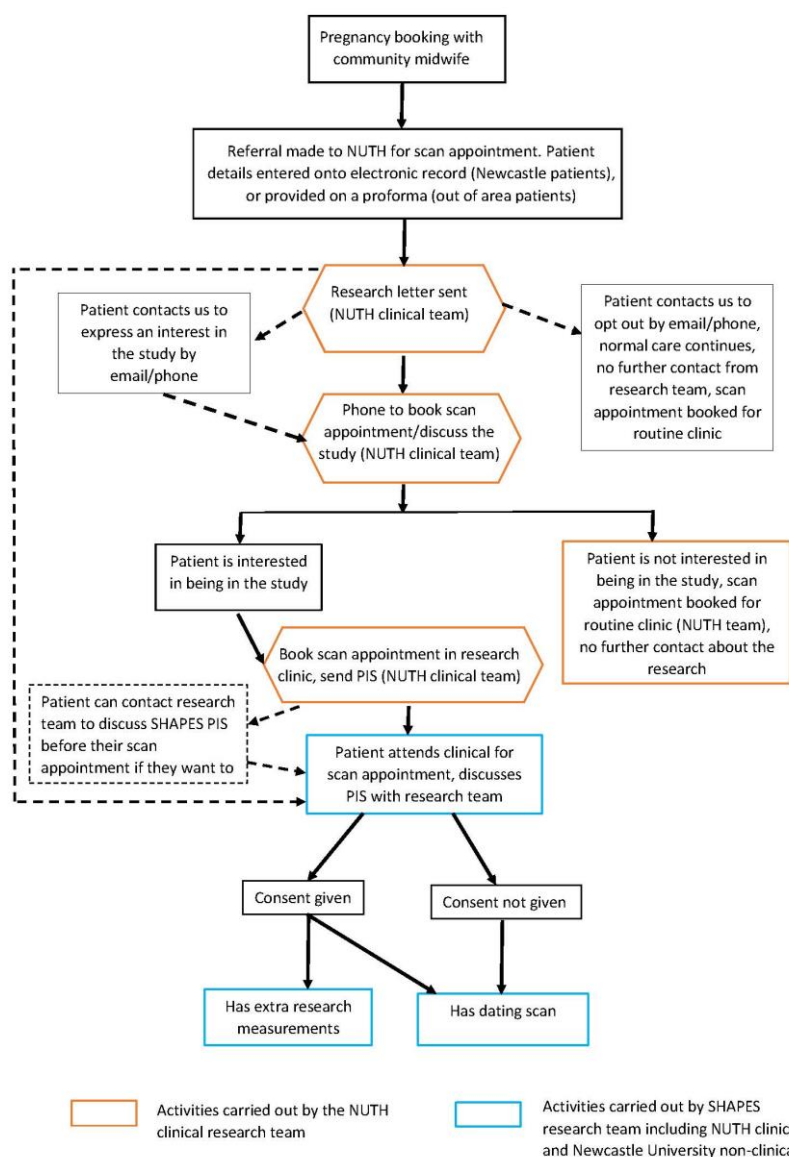 Pregnancy booking with
community midwife
Referral made to NUTH for scan appointment. Patient
details entered onto electronic record (Newcastle patients),
or provided on a proforma (out of area patients)
Research letter sent
(NUTH clinical team)
Patient contacts us to
express an interest in
the study by
email/phone
Patient contacts us to
opt out by email/phone,
normal care continues,
no further contact from
research team, scan
appointment booked for
routine clinic
Phone to book scan
appointment/discuss the
study (NUTH clinical team)
Patient is interested
in being in the study
Patient is not interested in
being in the study, scan
appointment booked for
routine clinic (NUTH team),
no further contact about the
research
Book scan appointment in research
clinic, send PIS (NUTH clinical team)
Patient can contact research
team to discuss SHAPES PIS
before their scan
appointment if they want to
Patient attends clinical for
scan appointment, discusses
PIS with research team
Consent given
Consent not given
Has extra research
measurements
Has dating scan
Activities carried out by the NUTH
clinical research team
Activities carried out by SHAPES
research team including NUTH clinic
and Newcastle University non-clinica